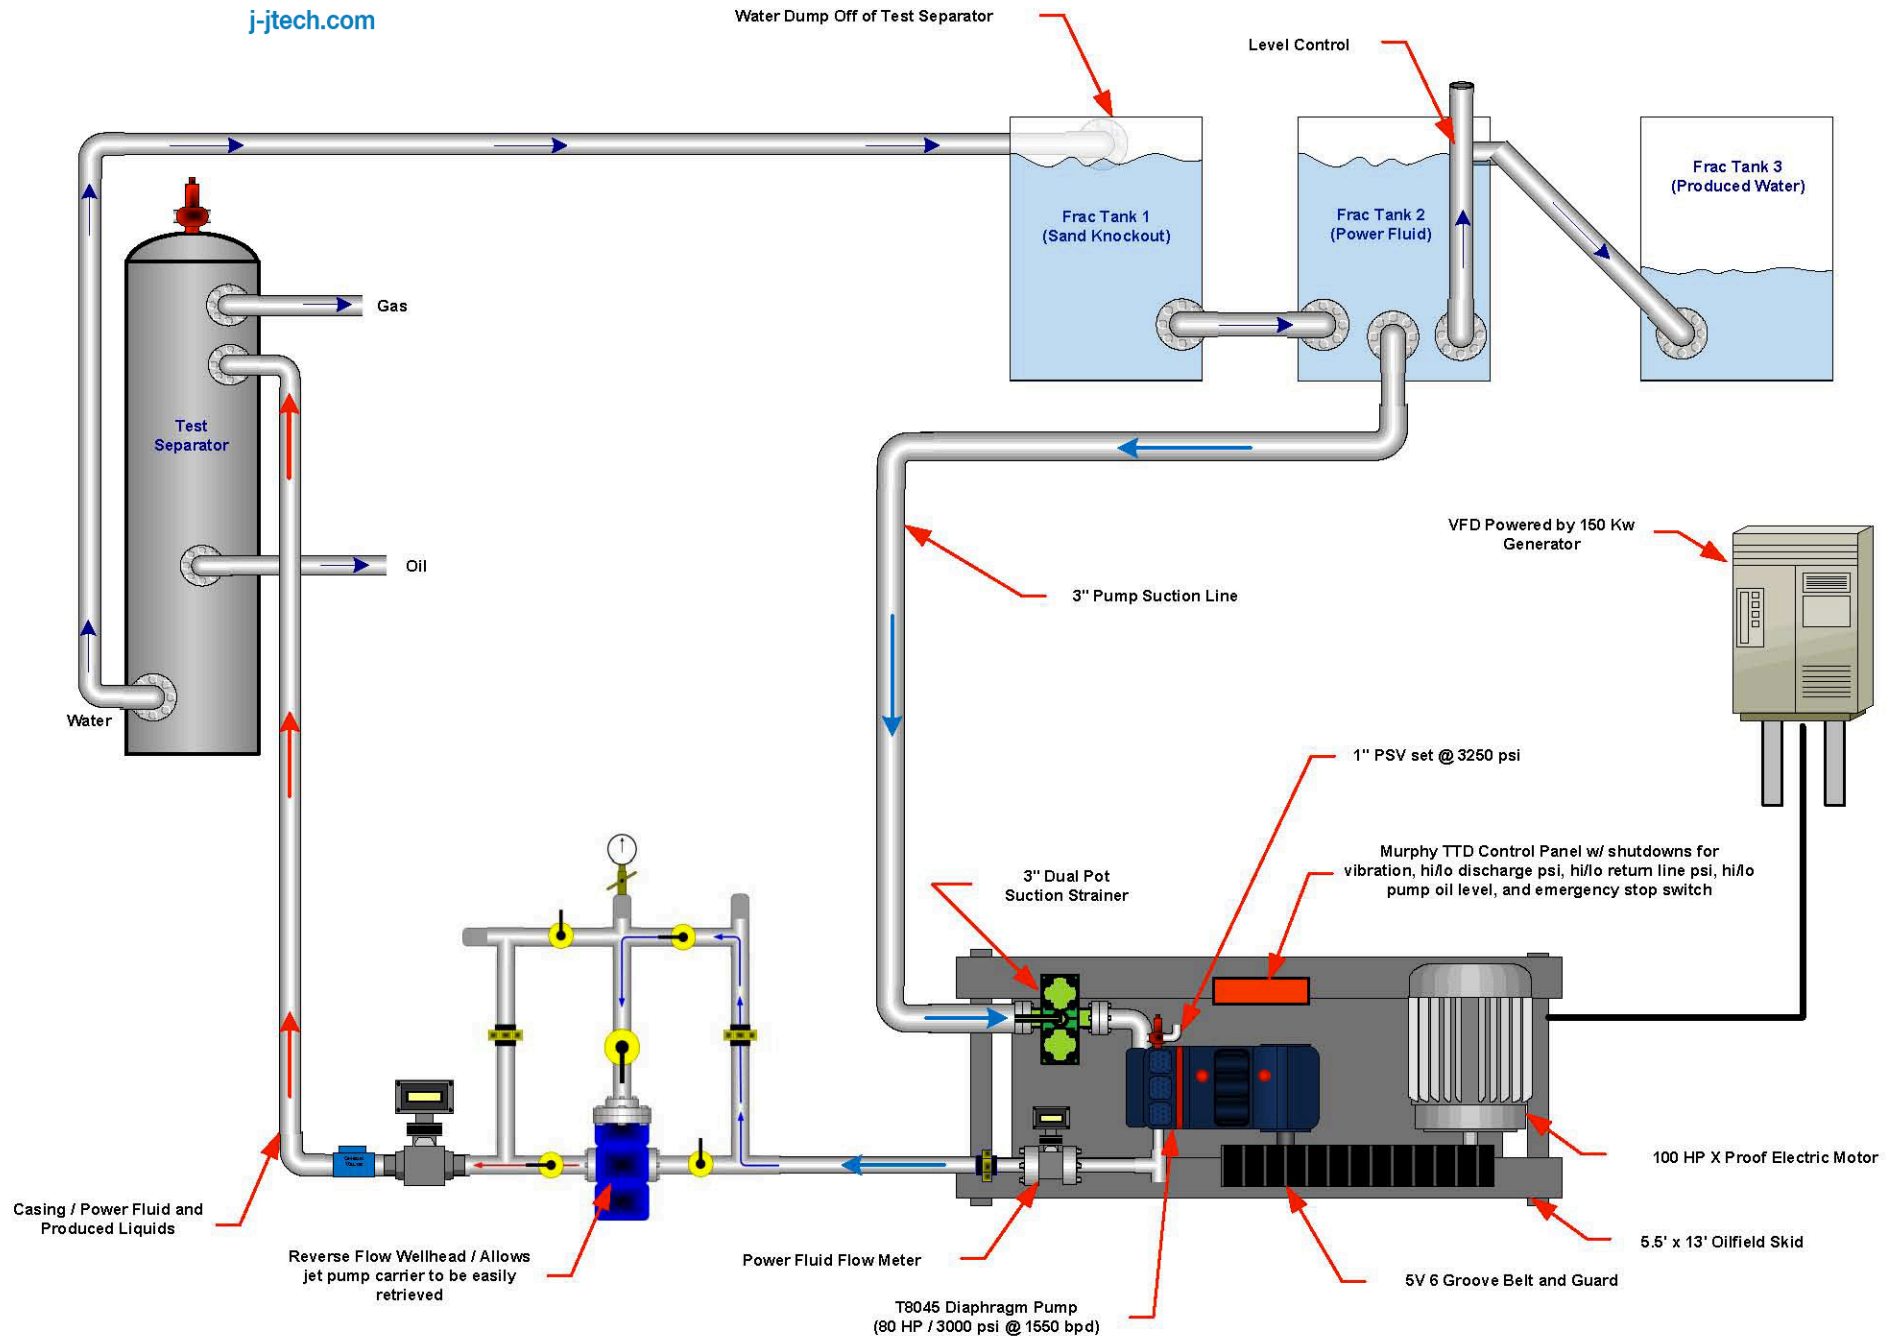 j-jtech.com
Water Dump Off of Test Separator
Level Control
Frac Tank 1
(Sand Knockout)
Frac Tank 2
(Power Fluid)
Frac Tank 3
(Produced Water)
Gas
Test
Separator
Oil
Water
3" Pump Suction Line
VFD Powered by 150 Kw
Generator
1" PSV set @ 3250 psi
Murphy TTD Control Panel w/ shutdowns for
vibration, hi/lo discharge psi, hi/lo return line psi, hi/lo
pump oil level, and emergency stop switch
3" Dual Pot
Suction Strainer
100 HP X Proof Electric Motor
Casing / Power Fluid and
Produced Liquids
Reverse Flow Wellhead / Allows
jet pump carrier to be easily
retrieved
Power Fluid Flow Meter
5.5' x 13' Oilfield Skid
5V 6 Groove Belt and Guard
T8045 Diaphragm Pump
(80 HP / 3000 psi @ 1550 bpd)